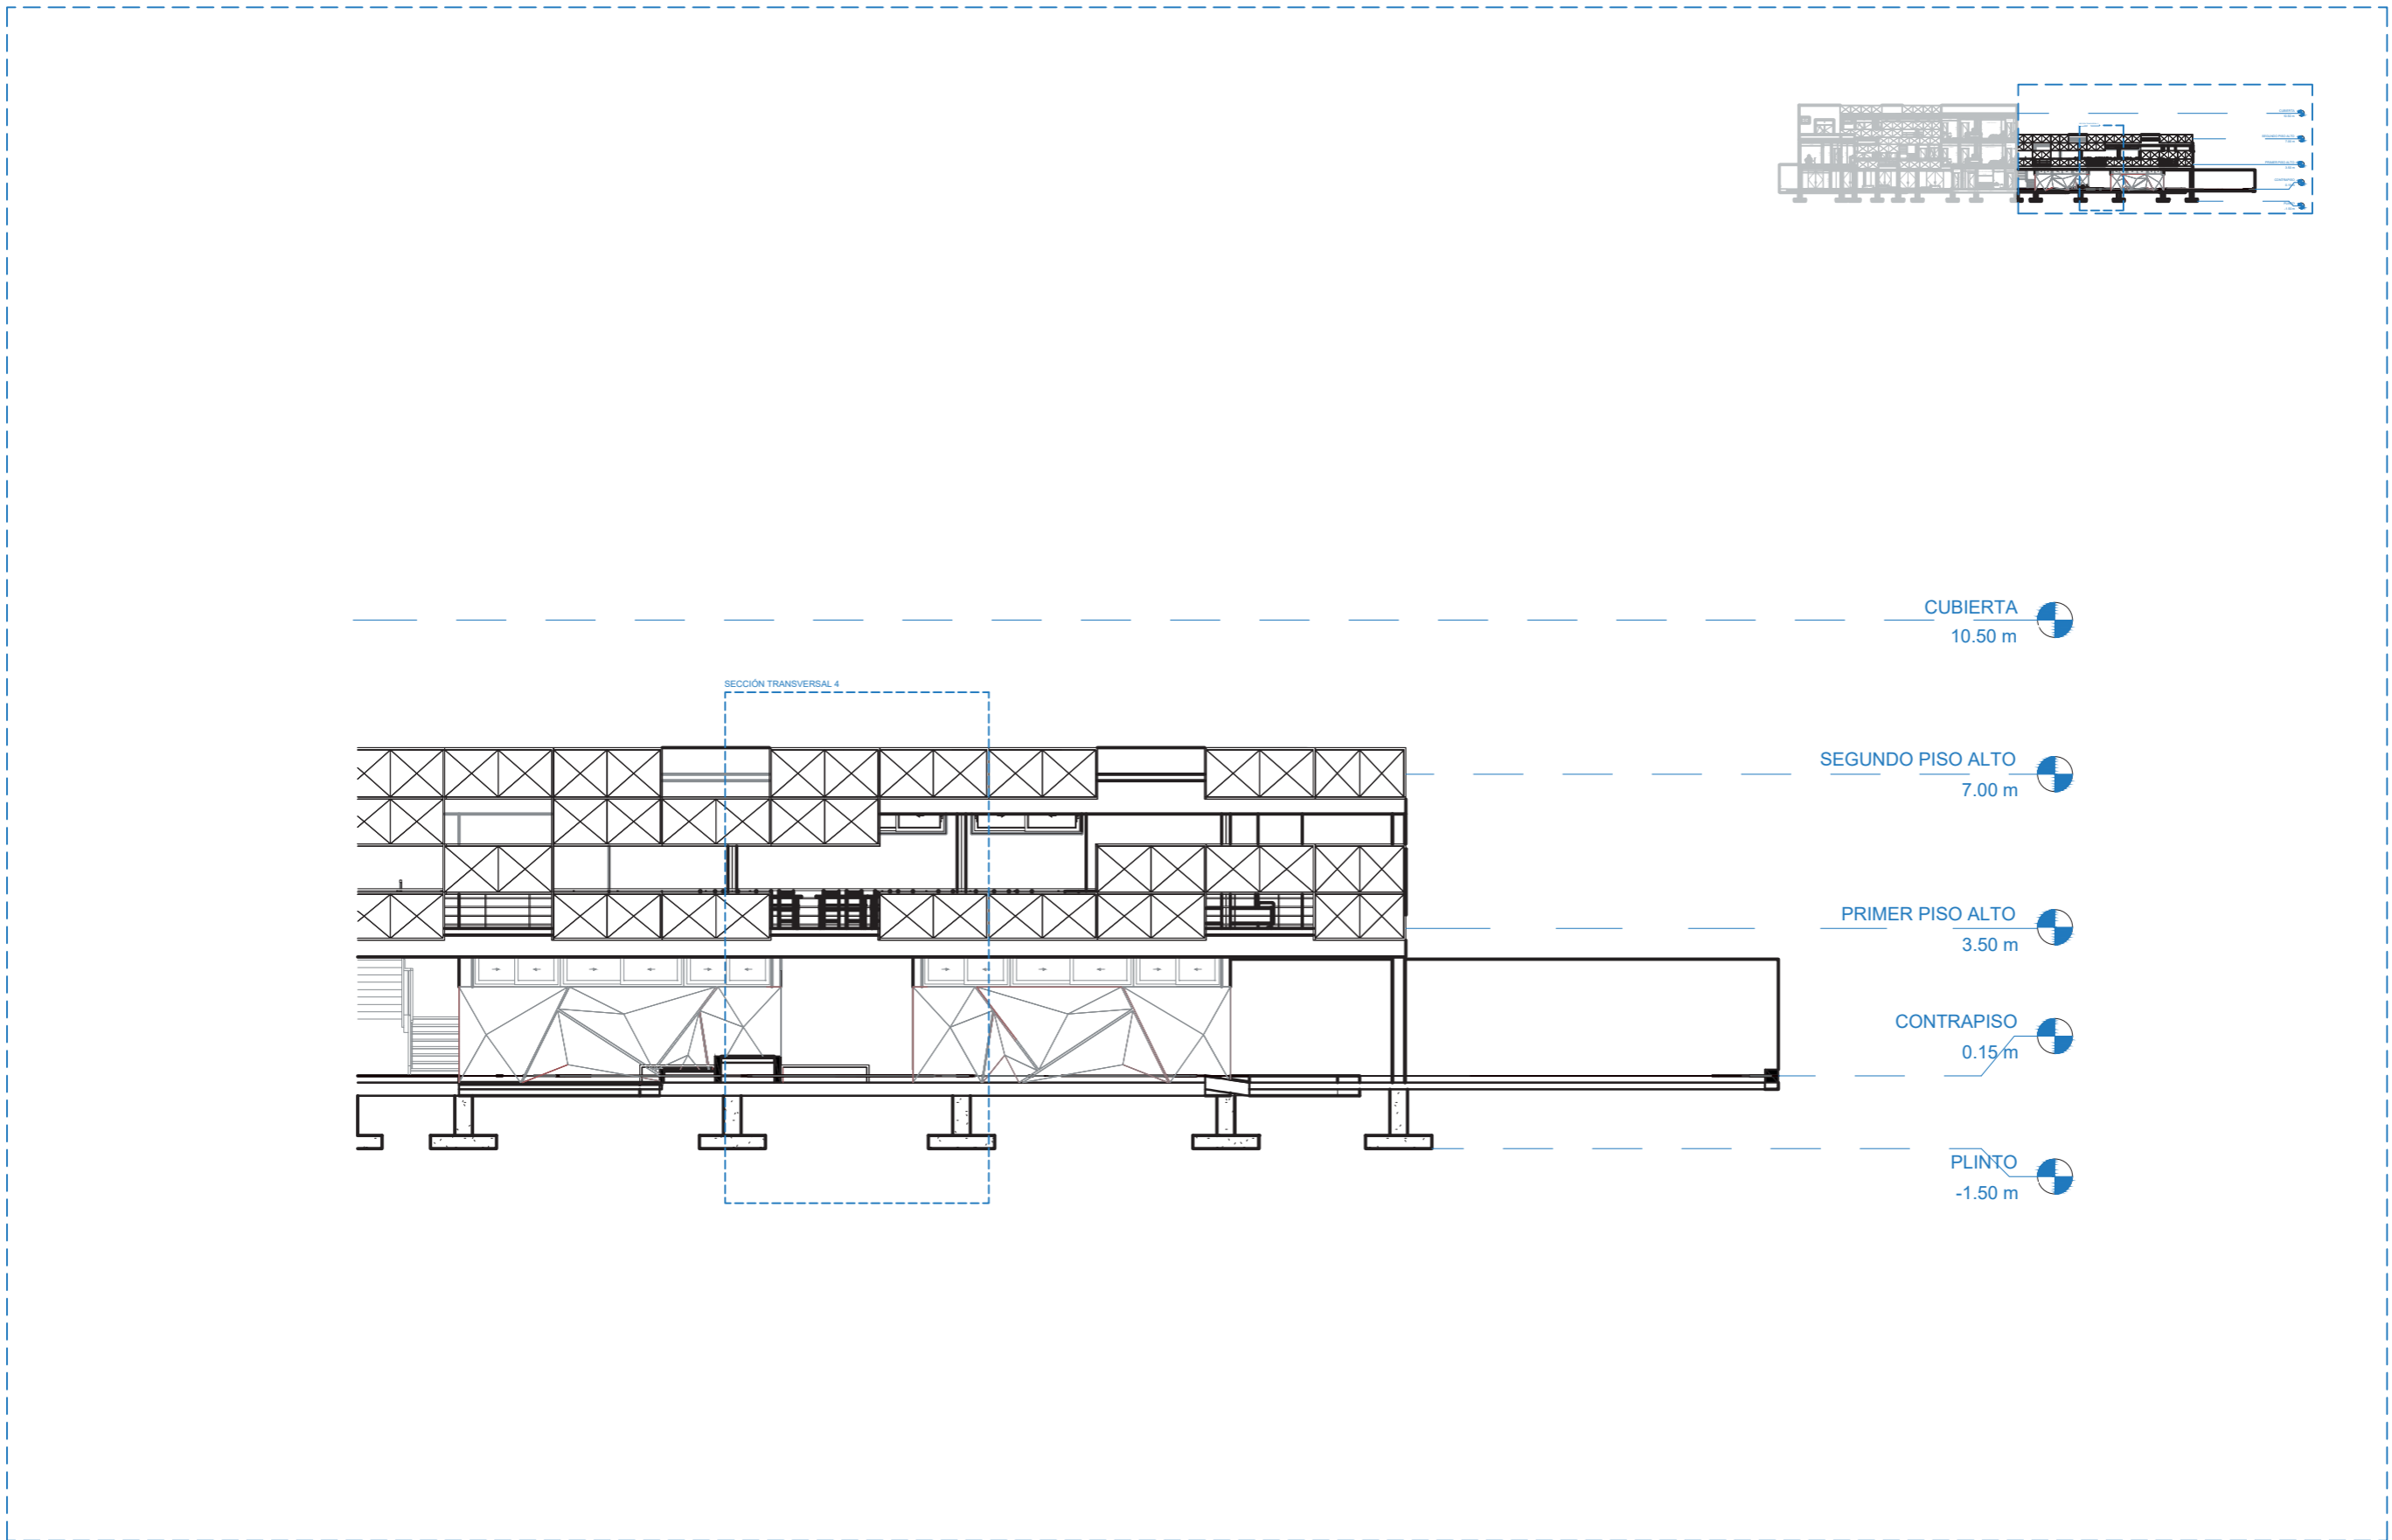 CUBIERTA
10.50 m
SECCIÓN TRANSVERSAL 4
SEGUNDO PISO ALTO
7.00 m
PRIMER PISO ALTO
3.50 m
CONTRAPISO
0.15 m
PLINTO
-1.50 m